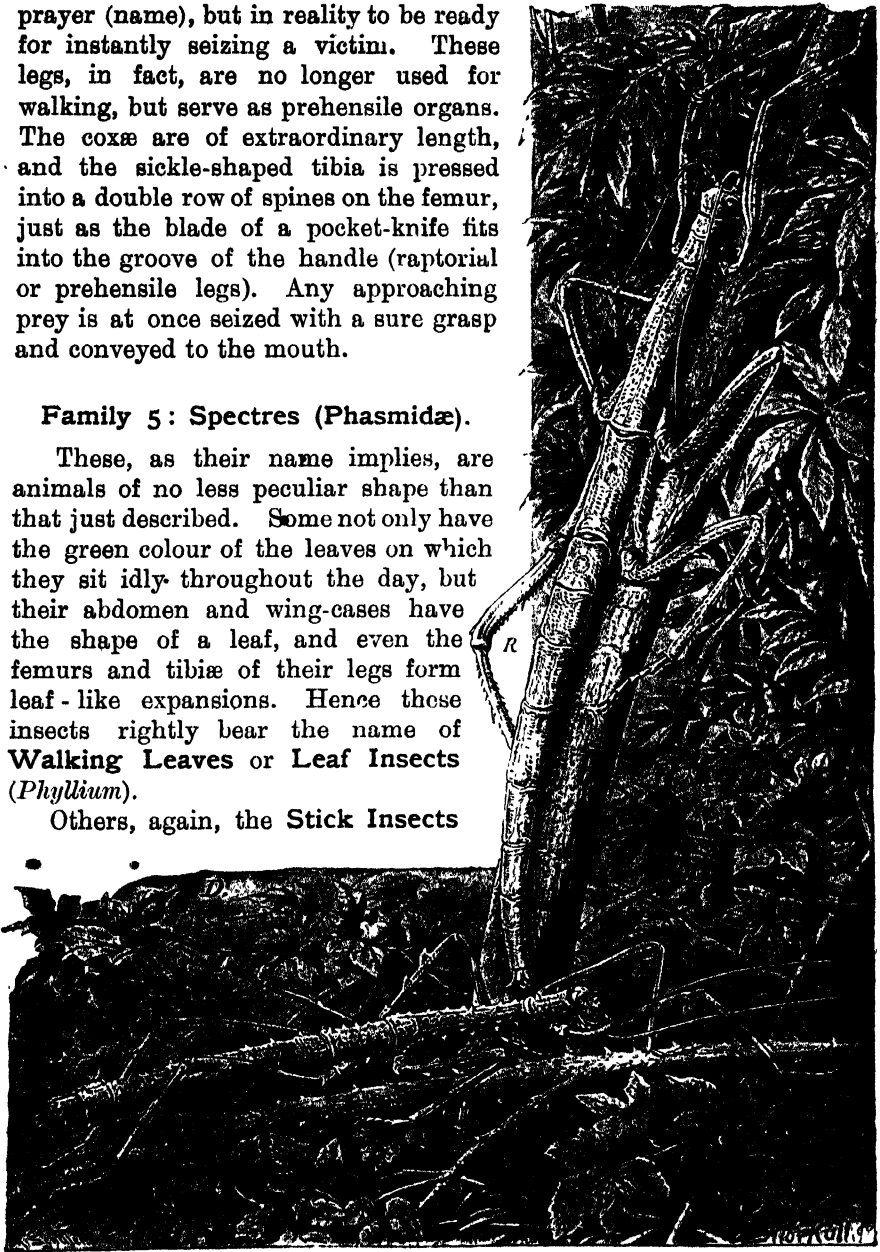 prayer (name), but in reality to be ready
for instantly seizing a victim. These
legs, in fact, are no longer used for
walking, but serve as prehensile organs.
The coxæ are of extraordinary length,
and the sickle-shaped tibia is pressed
into a double row of spines on the femur,
just as the blade of a pocket-knife fits
into the groove of the handle (raptorial
or prehensile legs). Any approaching
prey is at once seized with a sure grasp
and conveyed to the mouth.
Family 5: Spectres (Phasmidæ).
These, as their name implies, are
animals of no less peculiar shape than
that just described. Some not only have
the green colour of the leaves on which
they sit idly throughout the day, but
their abdomen and wing-cases have
the shape of a leaf, and even the
femurs and tibiæ of their legs form
leaf-like expansions. Hence these
insects rightly bear the name of
Walking Leaves or Leaf Insects
(Phyllium).
Others, again, the Stick Insects
R
D.